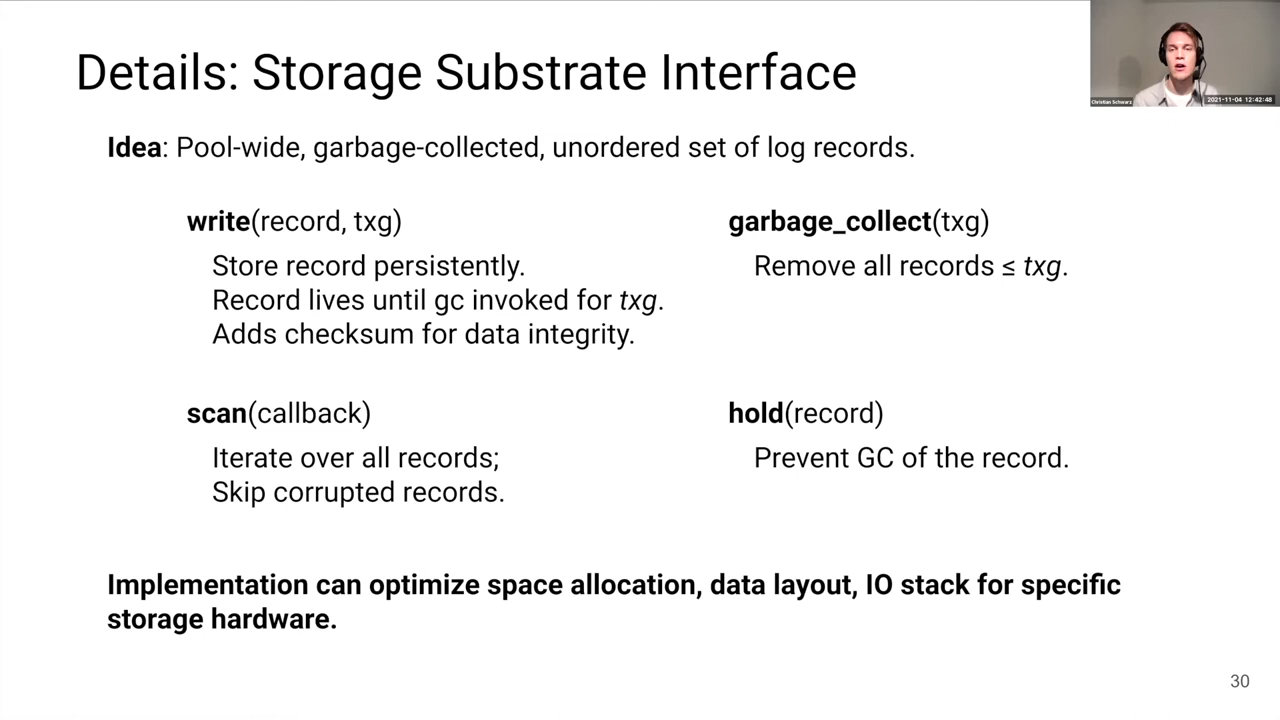 Details: Storage Substrate Interface
Christian Schwarz
2021-11-04 12:42:48
Idea: Pool-wide, garbage-collected, unordered set of log records.
write(record, txg)
Store record persistently.
Record lives until gc invoked for txg.
Adds checksum for data integrity.
garbage_collect(txg)
Remove all records ≤ txg.
scan(callback)
Iterate over all records;
Skip corrupted records.
hold(record)
Prevent GC of the record.
Implementation can optimize space allocation, data layout, IO stack for specific
storage hardware.
30